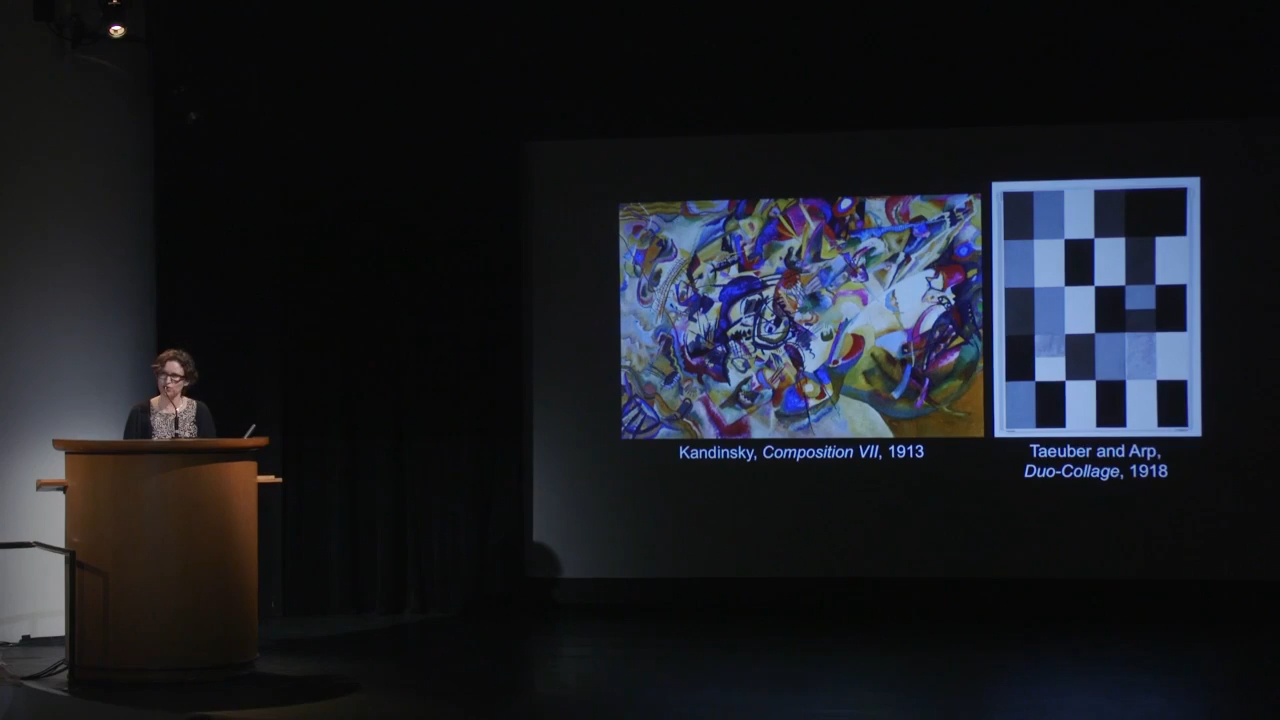 Kandinsky, Composition VII, 1913
Taeuber and Arp,
Duo-Collage, 1918